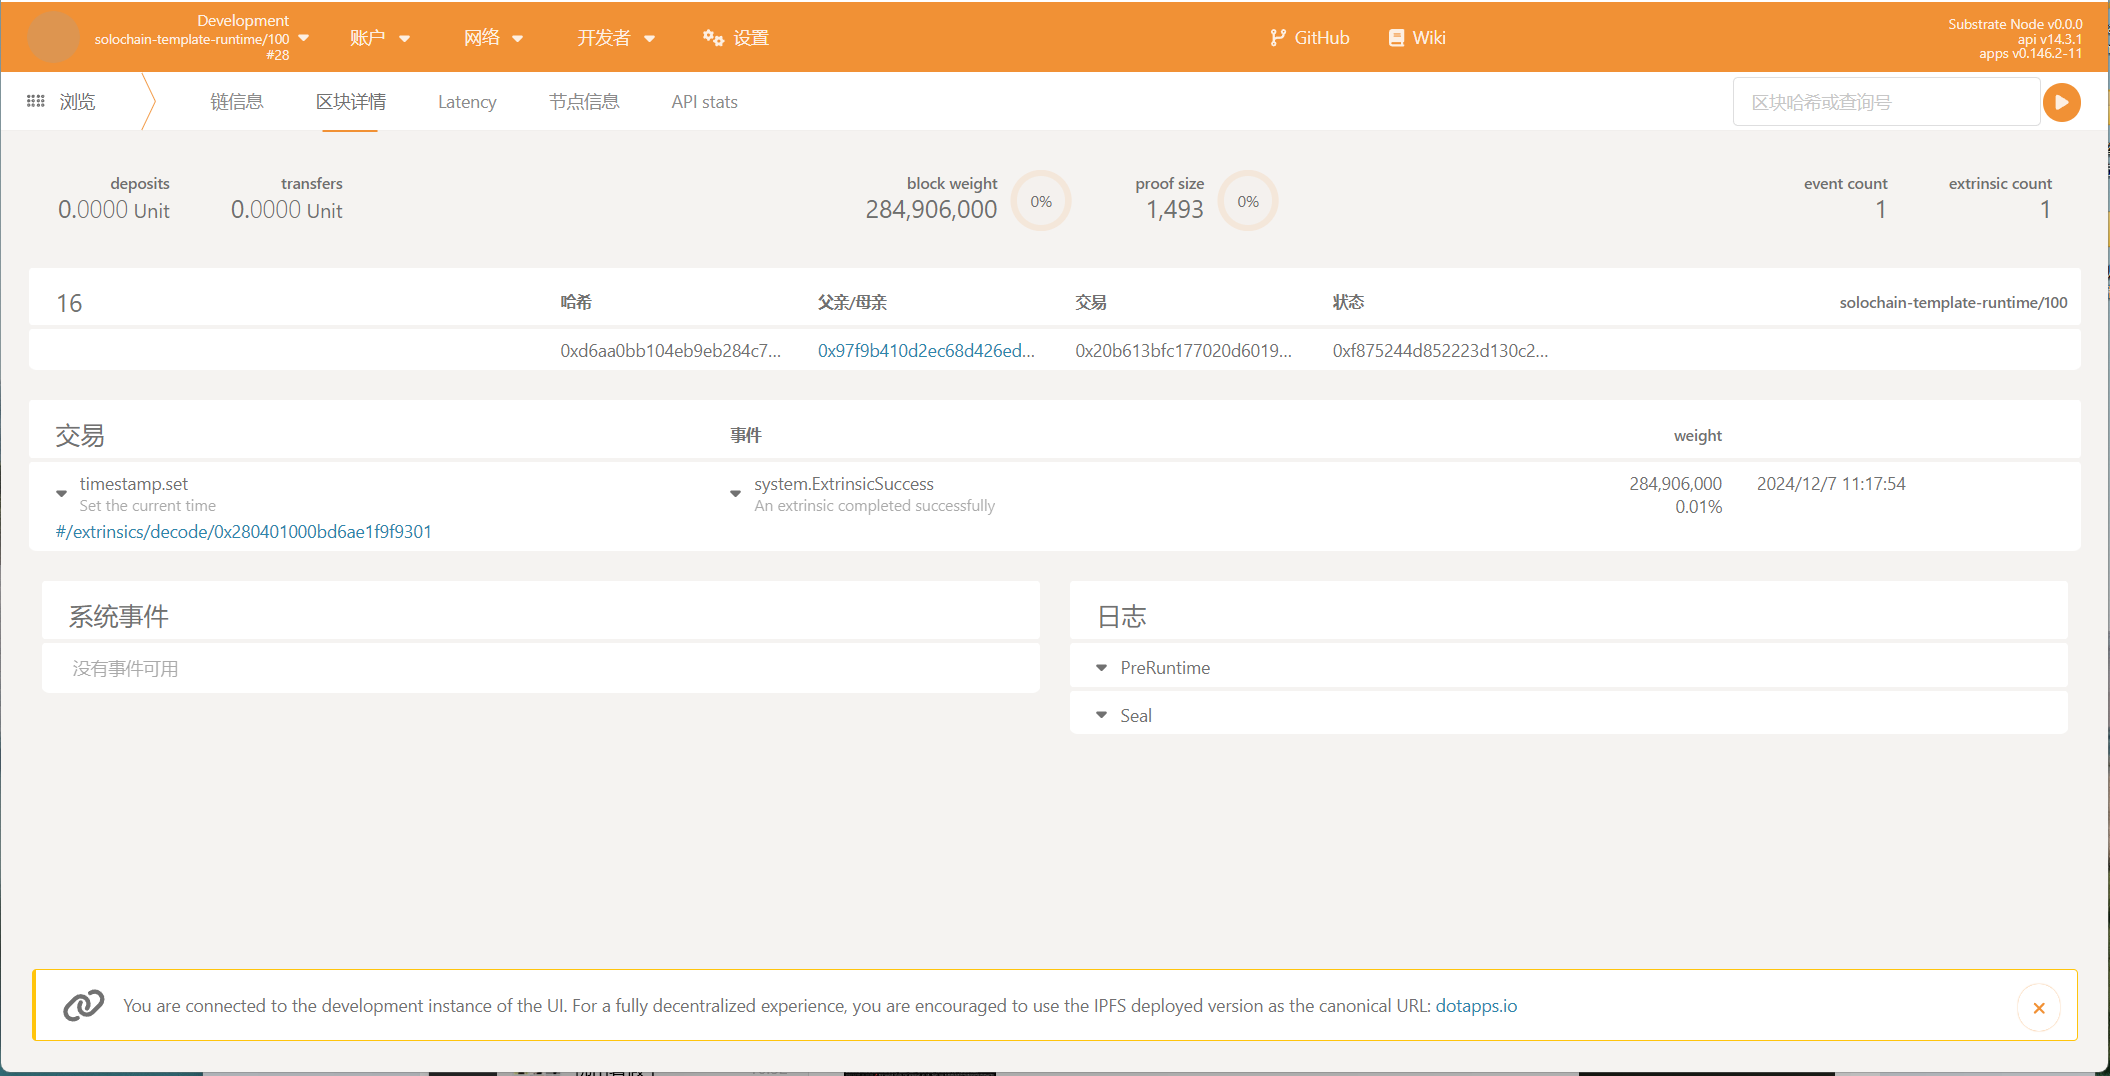 Development
solochain-template-runtime/100
#28
账户
网络
开发者
设置
GitHub
Wiki
Substrate Node v0.0.0
api v14.3.1
apps v0.146.2-11
浏览
链信息
区块详情
Latency
节点信息
API stats
区块哈希或查询号
deposits
0.0000 Unit
transfers
0.0000 Unit
block weight
284,906,000
0%
proof size
1,493
0%
event count
1
extrinsic count
1
16
哈希
父亲/母亲
交易
状态
solochain-template-runtime/100
0xd6aa0bb104eb9eb284c7...
0x97f9b410d2ec68d426ed...
0x20b613bfc177020d6019...
0xf875244d852223d130c2...
交易
事件
weight
timestamp.set
Set the current time
#/extrinsics/decode/0x280401000bd6ae1f9f9301
system.ExtrinsicSuccess
An extrinsic completed successfully
284,906,000
0.01%
2024/12/7 11:17:54
系统事件
没有事件可用
日志
PreRuntime
Seal
You are connected to the development instance of the UI. For a fully decentralized experience, you are encouraged to use the IPFS deployed version as the canonical URL: dotapps.io